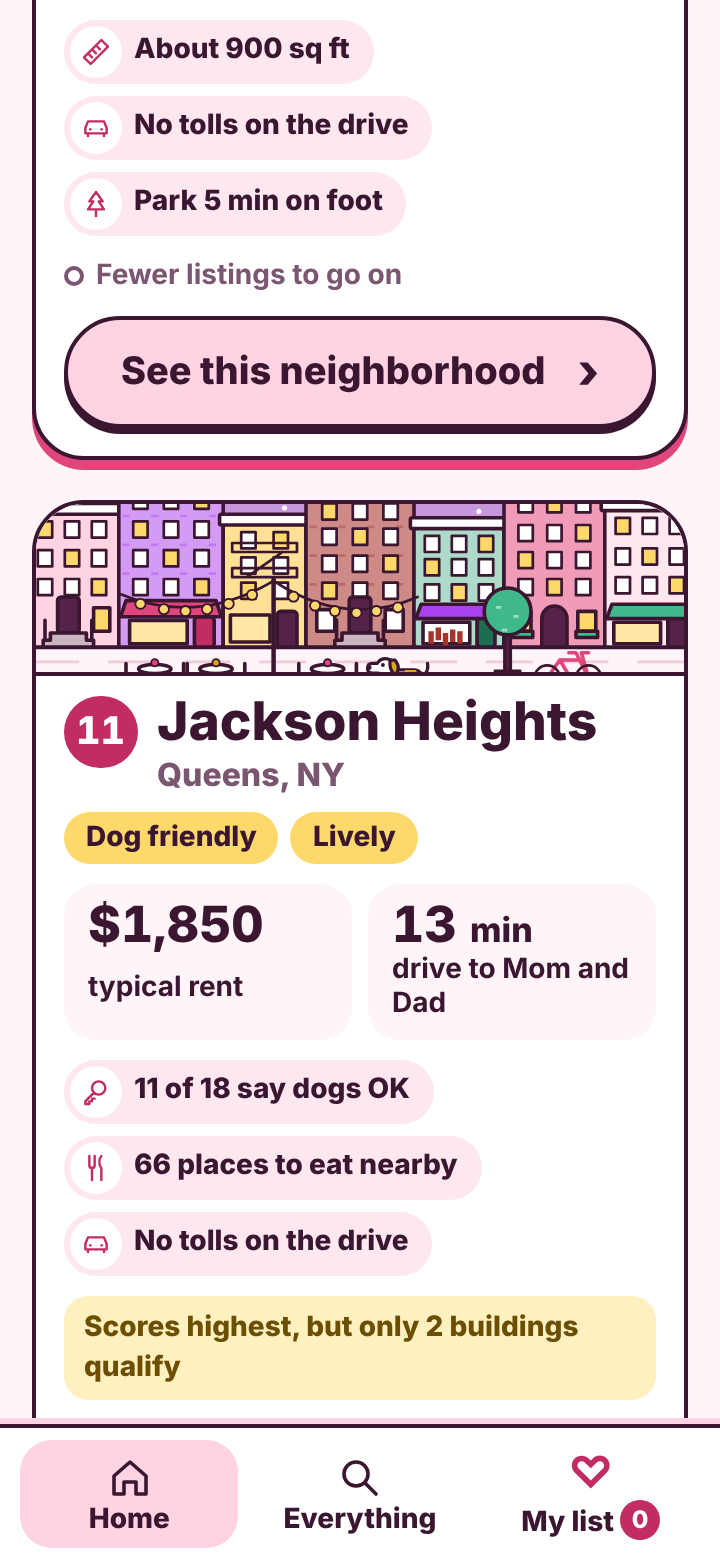 About 900 sq ft
No tolls on the drive
Park 5 min on foot
Fewer listings to go on
See this neighborhood ›
11
Jackson Heights
Queens, NY
Dog friendly
Lively
$1,850
typical rent
13 min
drive to Mom and
Dad
11 of 18 say dogs OK
66 places to eat nearby
No tolls on the drive
Scores highest, but only 2 buildings
qualify
Home
Everything
My list 0